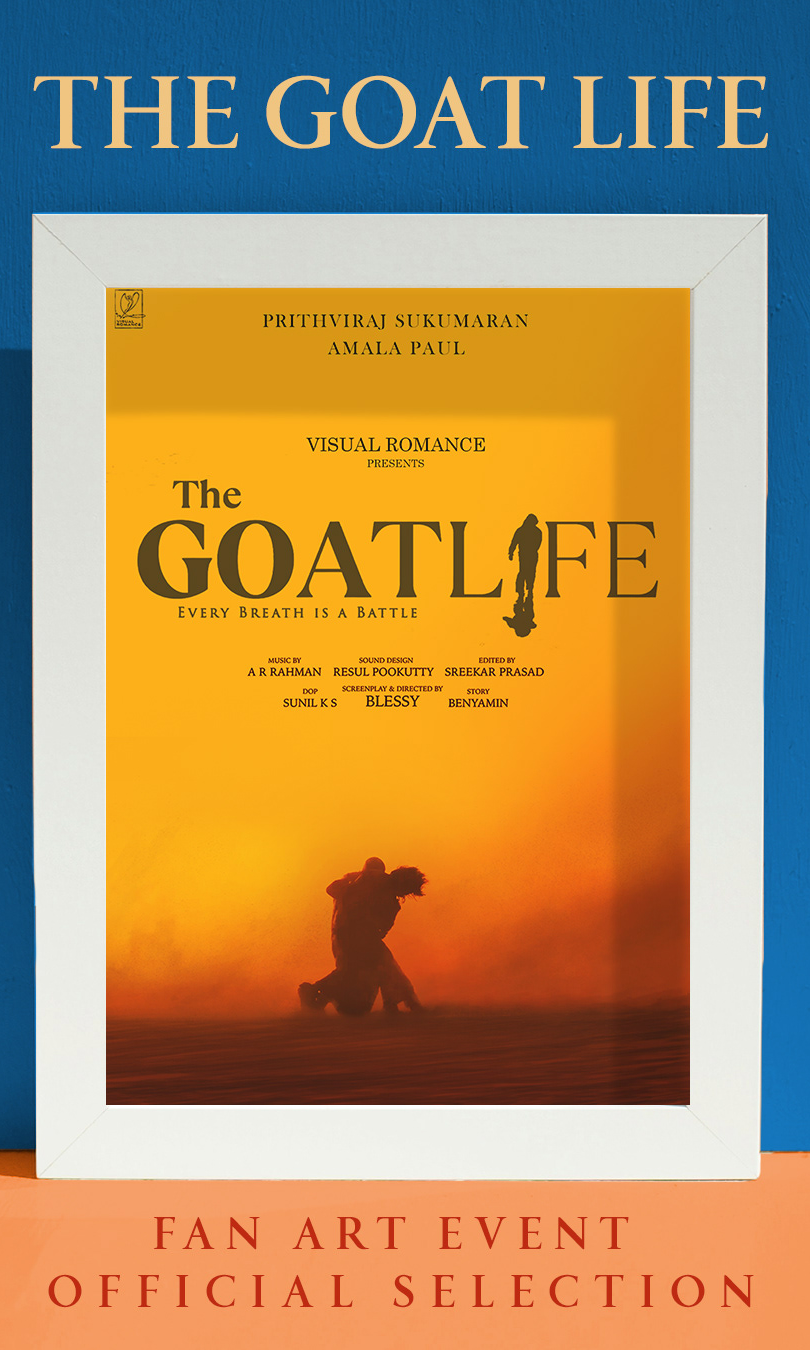 THE GOAT LIFE
VISUAL
ROMANCE
PRITHVIRAJ SUKUMARAN
AMALA PAUL
VISUAL ROMANCE
PRESENTS
The
GOATLIFE
EVERY BREATH IS A BATTLE
MUSIC BY SOUND DESIGN EDITED BY
A R RAHMAN RESUL POOKUTTY SREEKAR PRASAD
DOP SCREENPLAY & DIRECTED BY STORY
SUNIL K S BLESSY BENYAMIN
FAN ART EVENT
OFFICIAL SELECTION